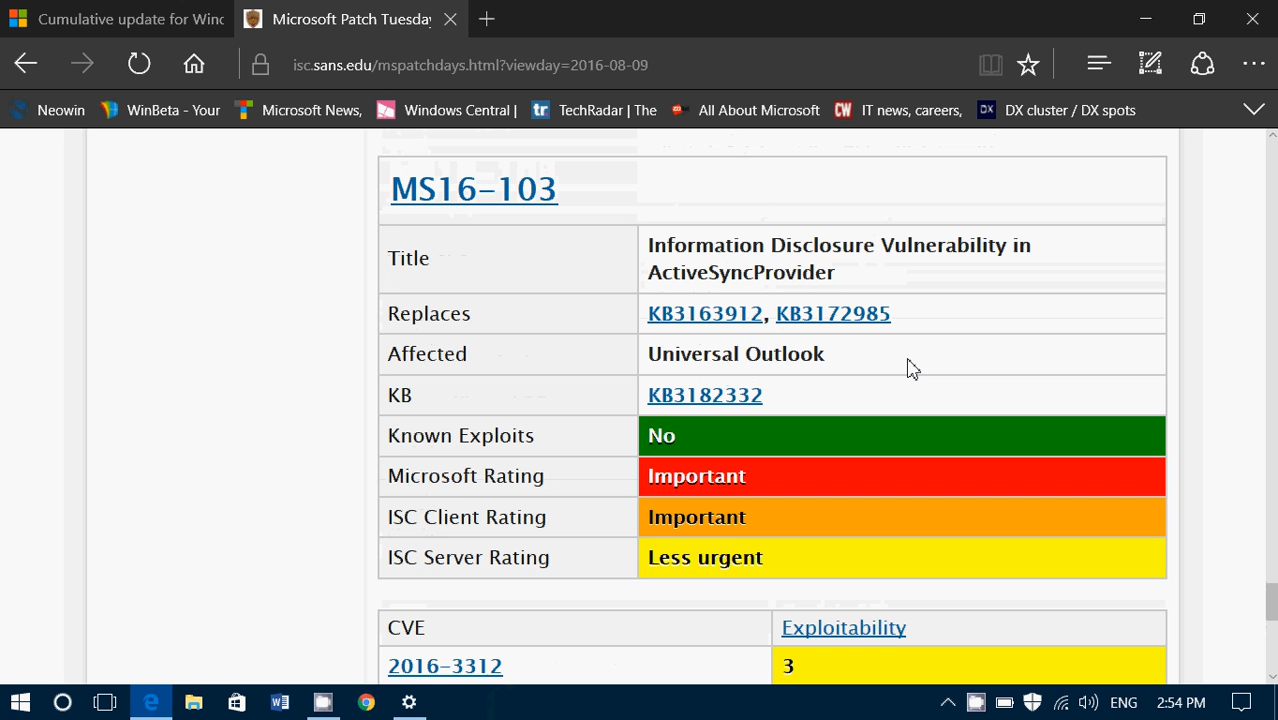 Cumulative update for Winc
Microsoft Patch Tuesday
isc.sans.edu/mspatchdays.html?viewday=2016-08-09
Neowin
WinBeta - Your
Microsoft News,
Windows Central |
tr
TechRadar | The
All About Microsoft
CW
IT news, careers,
DX
DX cluster / DX spots
MS16-103
Title
Information Disclosure Vulnerability in
ActiveSyncProvider
Replaces
KB3163912, KB3172985
Affected
Universal Outlook
KB
KB3182332
Known Exploits
No
Microsoft Rating
Important
ISC Client Rating
Important
ISC Server Rating
Less urgent
CVE
Exploitability
2016-3312
3
ENG
2:54 PM